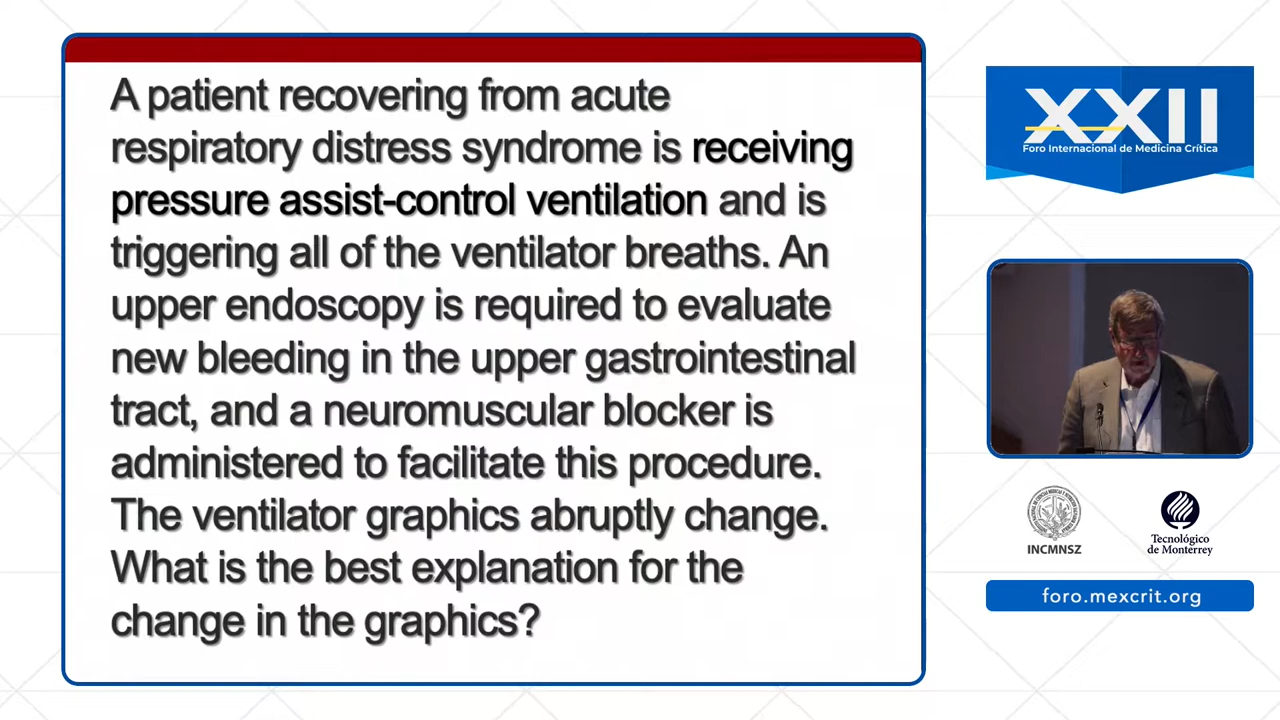 A patient recovering from acute
respiratory distress syndrome is receiving
pressure assist-control ventilation and is
triggering all of the ventilator breaths. An
upper endoscopy is required to evaluate
new bleeding in the upper gastrointestinal
tract, and a neuromuscular blocker is
administered to facilitate this procedure.
The ventilator graphics abruptly change.
What is the best explanation for the
change in the graphics?
XXII
Foro Internacional de Medicina Crítica
INCMNSZ
Tecnológico
de Monterrey
foro.mexcrit.org